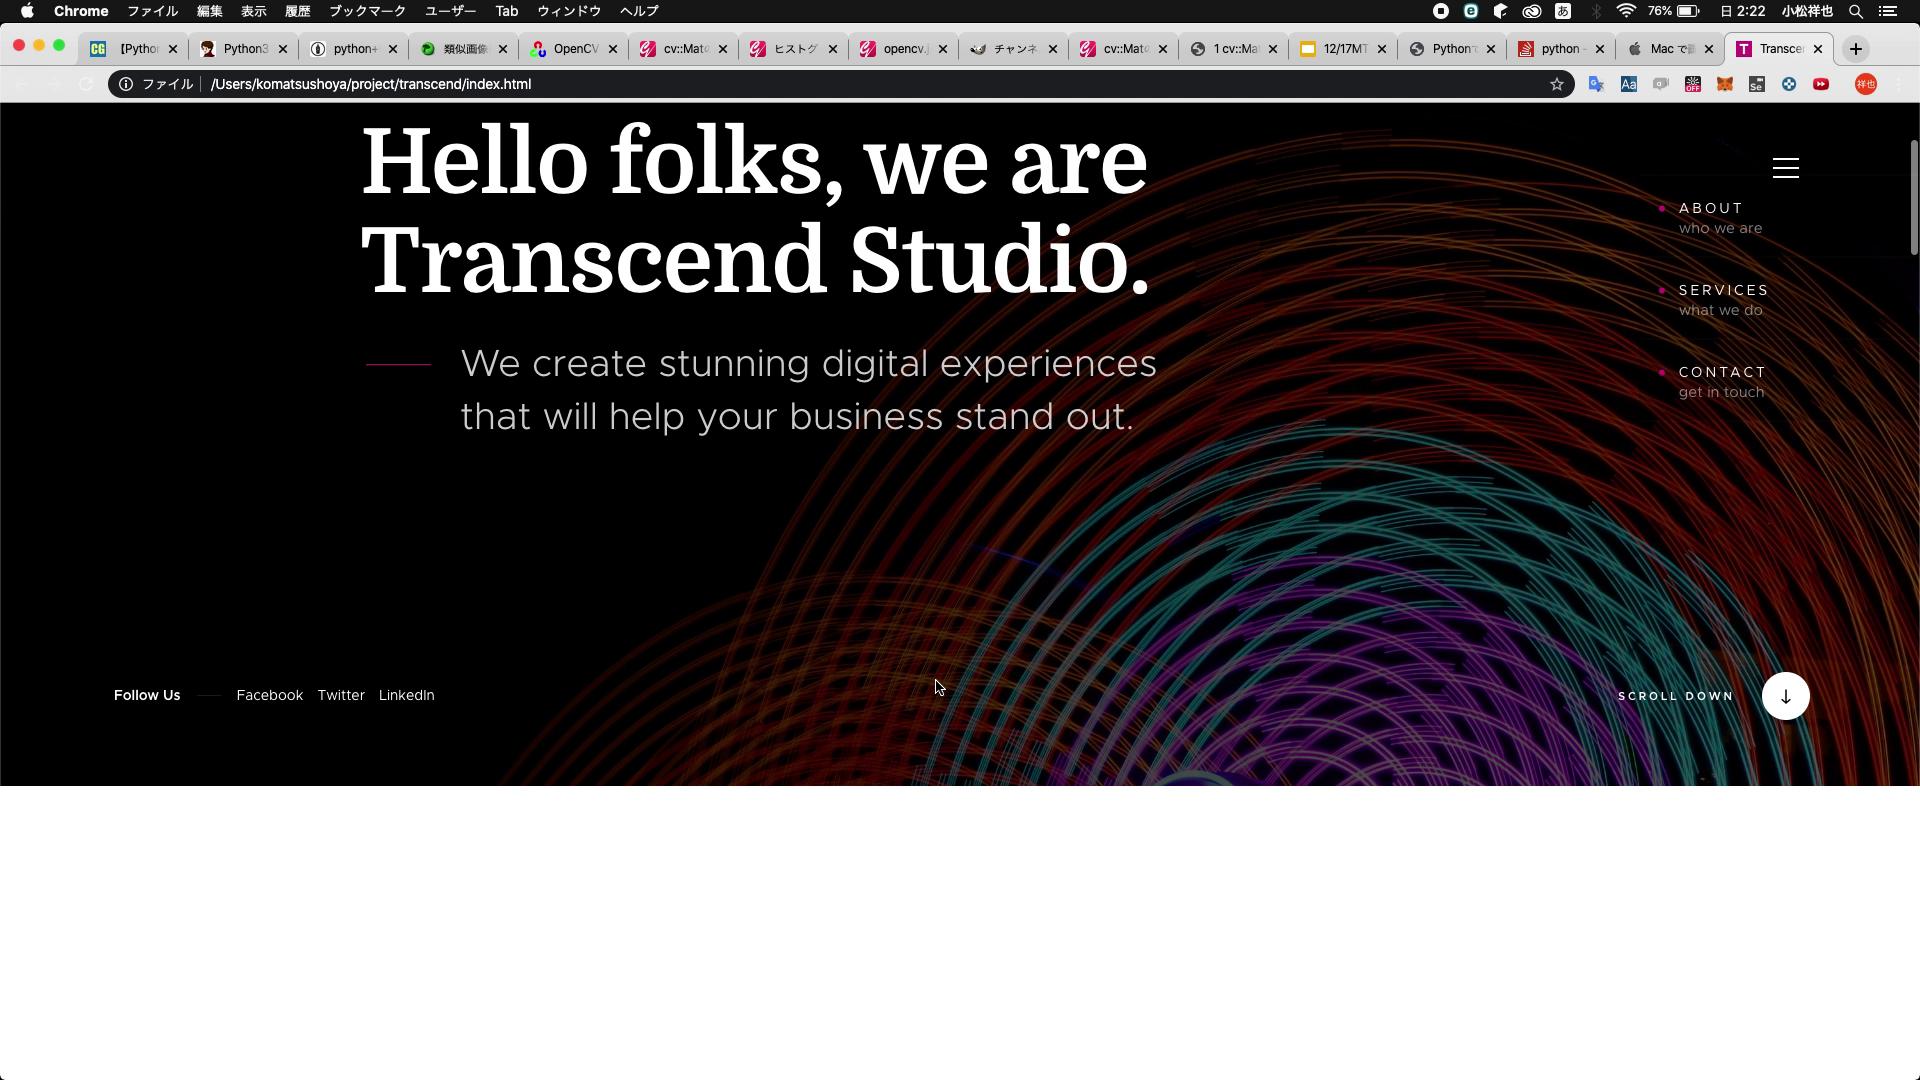 Chrome ファイル 編集 表示 履歴 ブックマーク ユーザー Tab ウィンドウ ヘルプ 76% 日 2:22 小松祥也
【Pytho Python3 python+ 類似画像 OpenCV cv::Mat ヒストグ opencv. チャンネ cv::Mat 1 cv::Ma 12/17MT Python python - Mac で Transce
ファイル /Users/komatsushoya/project/transcend/index.html 祥也
Hello folks, we are
Transcend Studio.
We create stunning digital experiences
that will help your business stand out.
ABOUT
who we are
SERVICES
what we do
CONTACT
get in touch
Follow Us Facebook Twitter LinkedIn
SCROLL DOWN